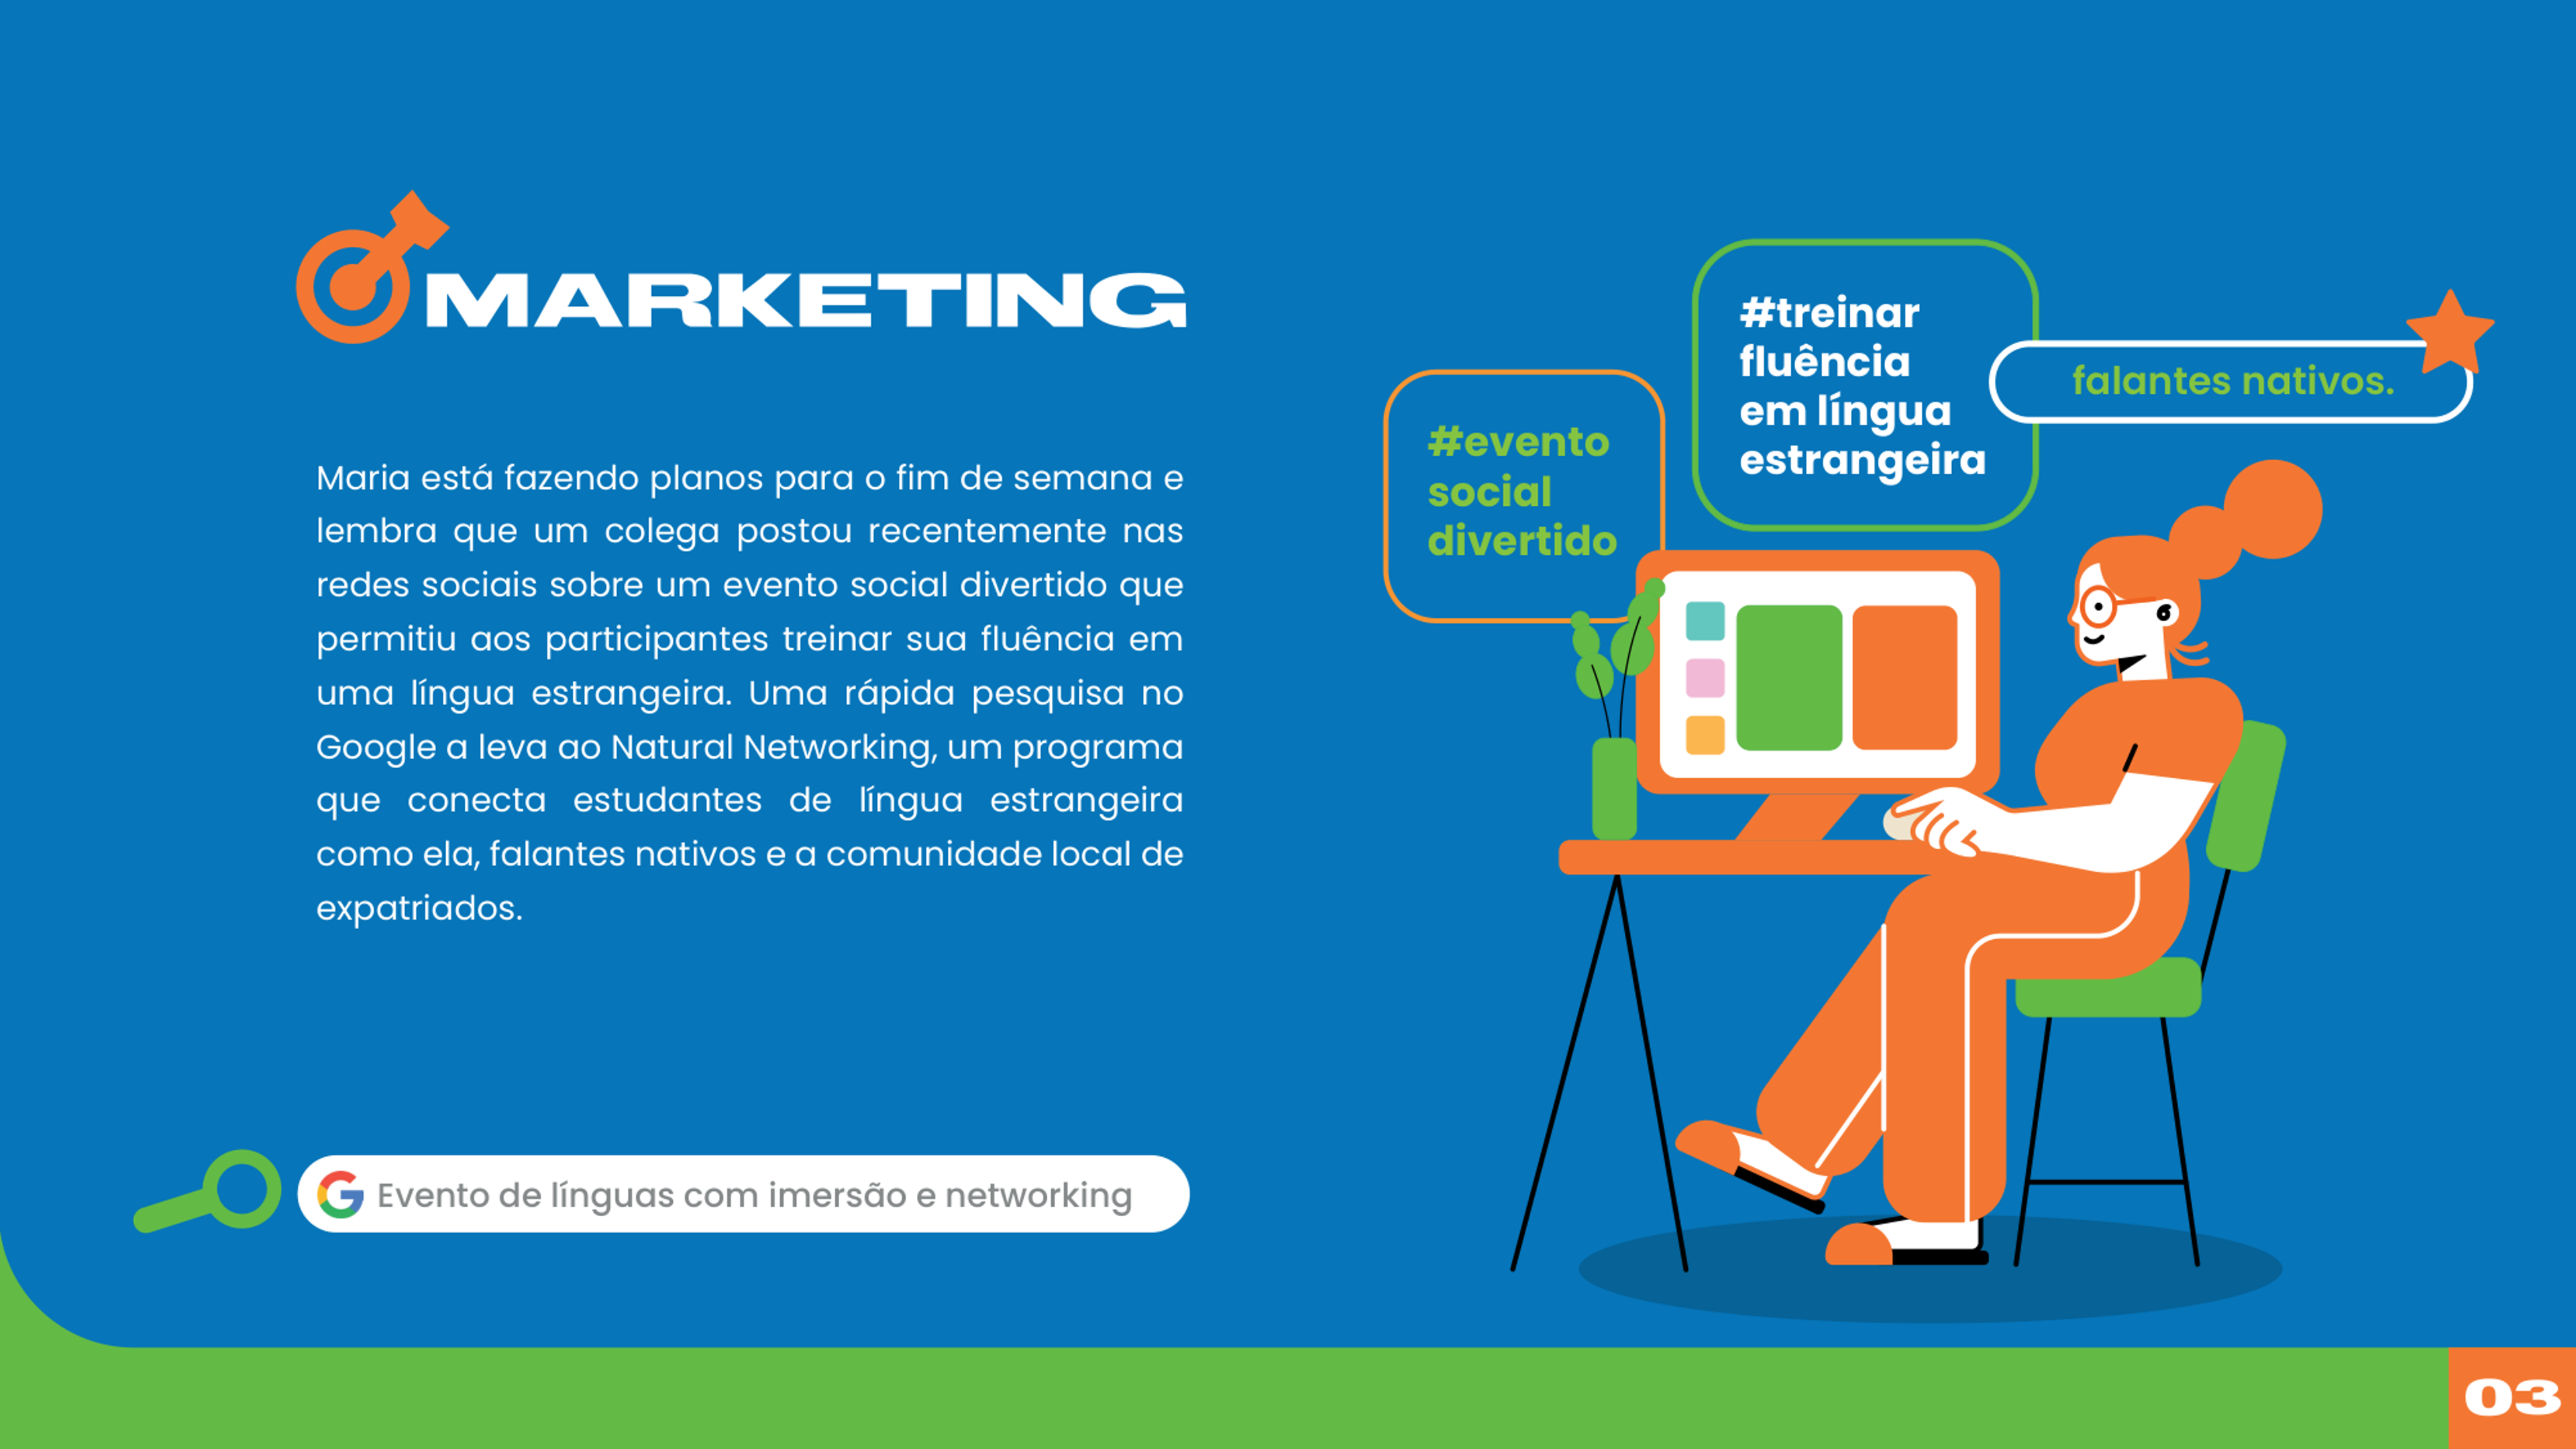 MARKETING
Maria está fazendo planos para o fim de semana e
lembra que um colega postou recentemente nas
redes sociais sobre um evento social divertido que
permitiu aos participantes treinar sua fluência em
uma língua estrangeira. Uma rápida pesquisa no
Google a leva ao Natural Networking, um programa
que conecta estudantes de língua estrangeira
como ela, falantes nativos e a comunidade local de
expatriados.
Evento de línguas com imersão e networking
#evento
social
divertido
#treinar
fluência
em língua
estrangeira
falantes nativos.
03